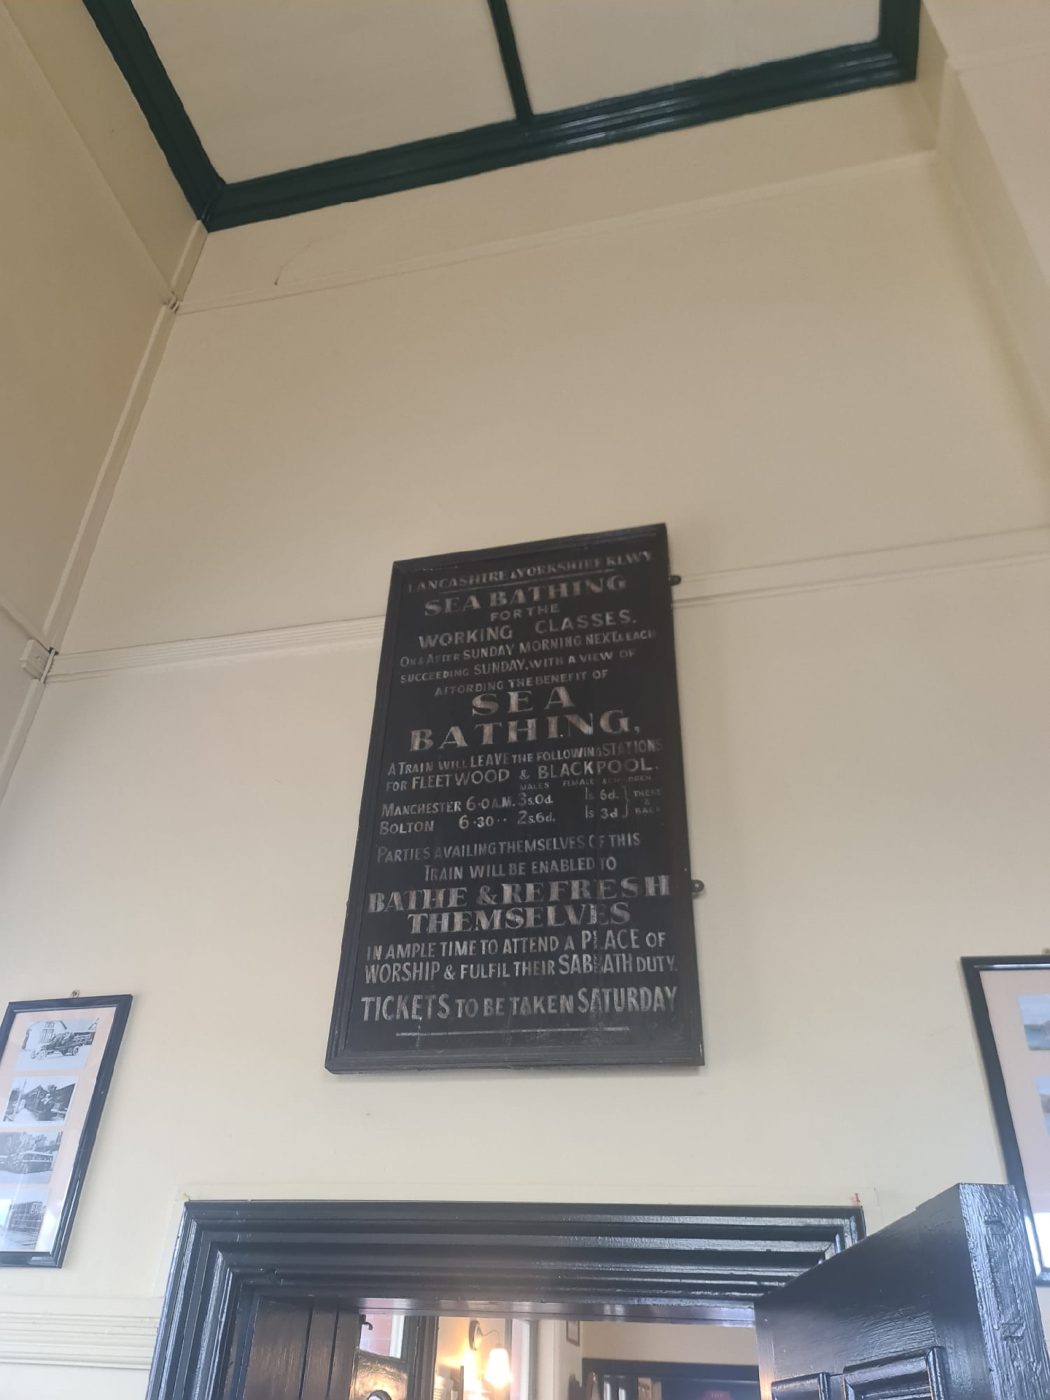 LANCASHIRE & YORKSHIRE RLWY
SEA BATHING
FOR THE
WORKING CLASSES.
ON & AFTER SUNDAY MORNING NEXT, & EACH
SUCCEEDING SUNDAY, WITH A VIEW OF
AFFORDING THE BENEFIT OF
SEA
BATHING,
A TRAIN WILL LEAVE THE FOLLOWING STATIONS
FOR FLEETWOOD & BLACKPOOL.
MALES FEMALE & CHILDREN
MANCHESTER 6·0 A.M. 3s.0d. 1s 6d. THERE
&
BOLTON 6·30 ·· 2s.6d. 1s 3d BACK
PARTIES AVAILING THEMSELVES OF THIS
TRAIN WILL BE ENABLED TO
BATHE & REFRESH
THEMSELVES
IN AMPLE TIME TO ATTEND A PLACE OF
WORSHIP & FULFIL THEIR SABBATH DUTY.
TICKETS TO BE TAKEN SATURDAY